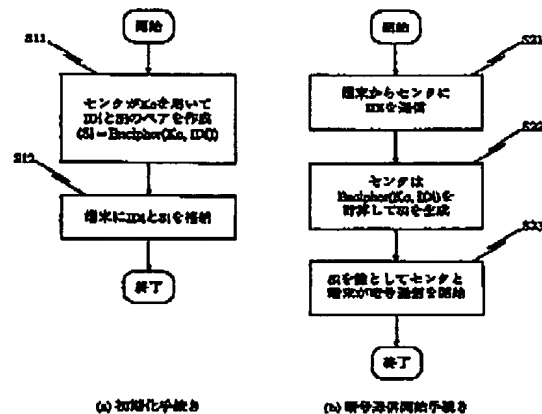 開始
S11
センタがKcを用いて
IDiとSiのペアを作成
(Si = Encipher(Kc, IDi))
S12
端末にIDiとSiを格納
終了
(a) 初期化手続き
開始
S21
端末からセンタに
IDiを送信
S22
センタは
Encipher(Kc, IDi)を
計算してSiを生成
S23
Siを鍵としてセンタと
端末が暗号通信を開始
終了
(b) 暗号通信開始手続き